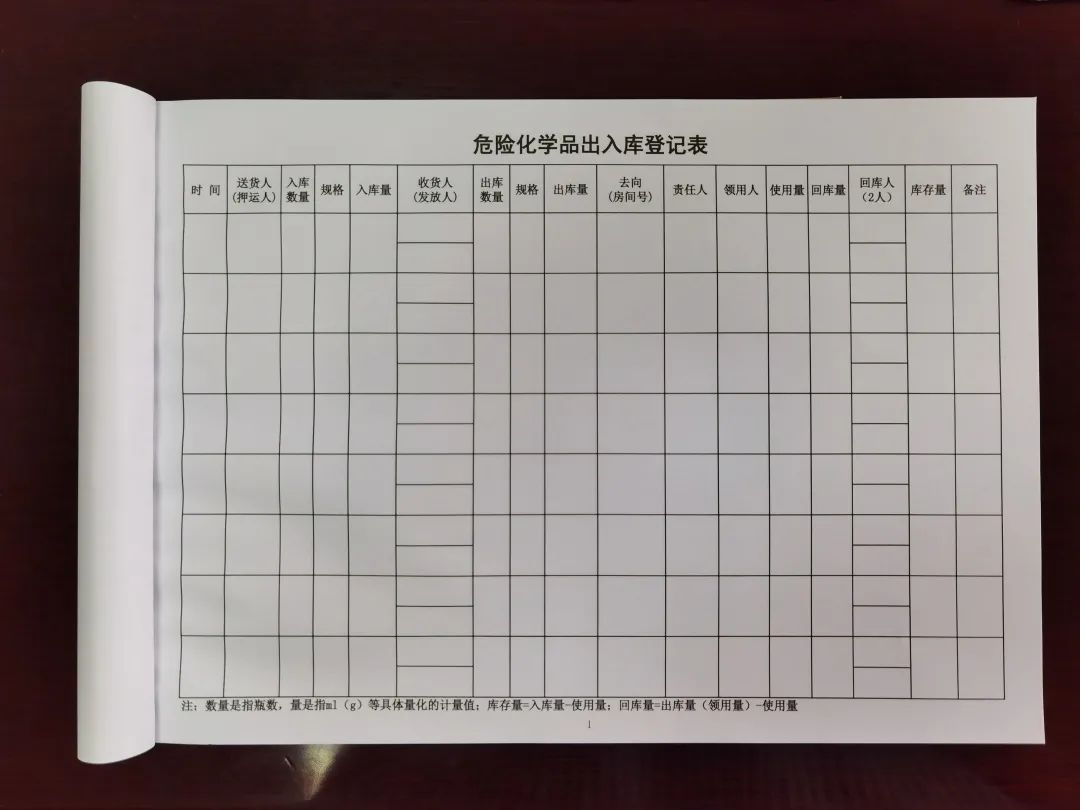 危险化学品出入库登记表
时 间 送货人 入库 规格 入库量 收货人 出库 规格 出库量 去向 责任人 领用人 使用量 回库量 回库人 库存量 备注
(押运人) 数量 (发放人) 数量 (房间号) (2人)
注：数量是指瓶数，量是指ml（g）等具体量化的计量值；库存量=入库量-使用量；回库量=出库量（领用量）-使用量
1